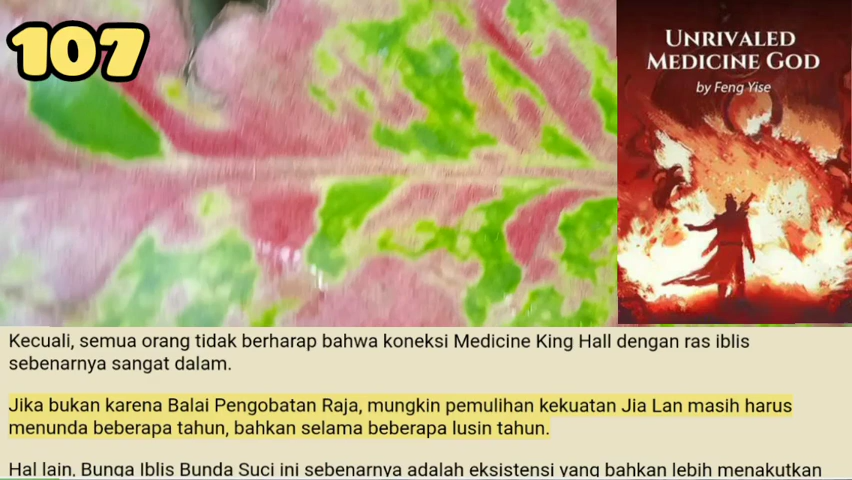 107
UNRIVALED
MEDICINE GOD
by Feng Yise
Kecuali, semua orang tidak berharap bahwa koneksi Medicine King Hall dengan ras iblis
sebenarnya sangat dalam.
Jika bukan karena Balai Pengobatan Raja, mungkin pemulihan kekuatan Jia Lan masih harus
menunda beberapa tahun, bahkan selama beberapa lusin tahun.
Hal lain, Bunga Iblis Bunda Suci ini sebenarnya adalah eksistensi yang bahkan lebih menakutkan